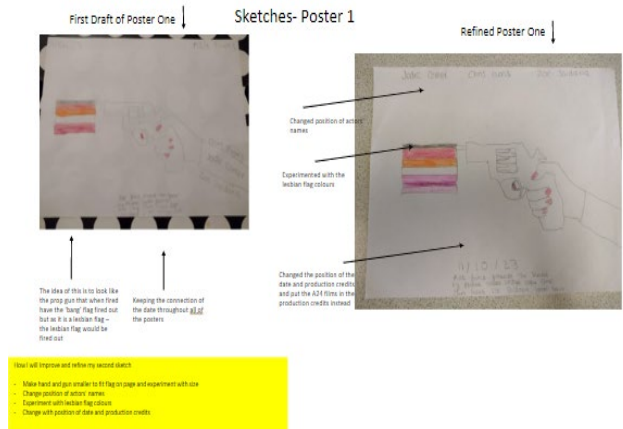 Sketches- Poster 1
First Draft of Poster One
Refined Poster One
Changed position of actors'
names
Experimented with the
lesbian flag colours
Changed the position of the
date and production credits
and put the A24 films in the
production credits instead
The idea of this is to look like
the prop gun that when fired
have the 'bang' flag fired out
but as it is a lesbian flag –
the lesbian flag would be
fired out
Keeping the connection of
the date throughout all of
the posters
How I will improve and refine my second sketch
- Make hand and gun smaller to fit flag on page and experiment with size
- Change position of actors' names
- Experiment with lesbian flag colours
- Change with position of date and production credits